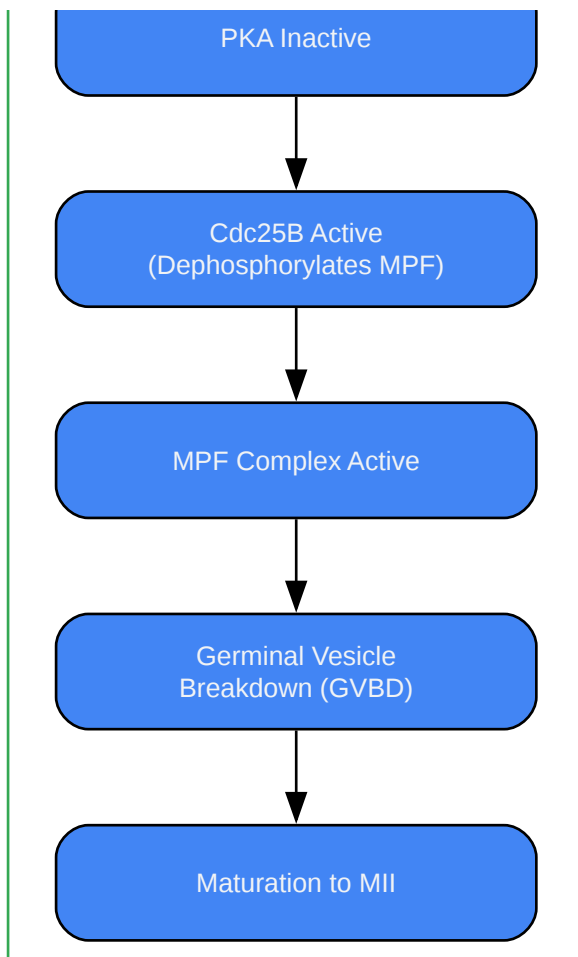 PKA Inactive
Cdc25B Active
(Dephosphorylates MPF)
MPF Complex Active
Germinal Vesicle
Breakdown (GVBD)
Maturation to MII